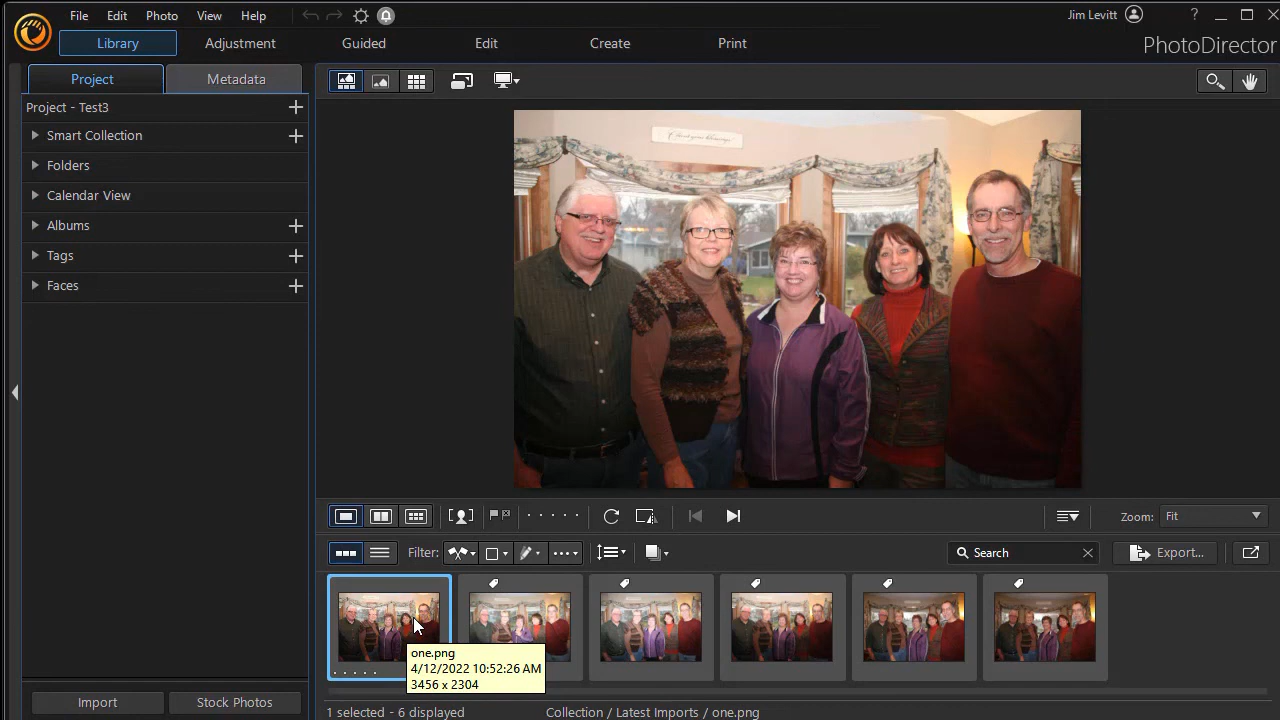 File Edit Photo View Help
Jim Levitt
?
Library Adjustment Guided Edit Create Print
PhotoDirector
Project Metadata
Project - Test3
Smart Collection
Folders
Calendar View
Albums
Tags
Faces
Zoom: Fit
Filter:
Search
Export...
one.png
4/12/2022 10:52:26 AM
3456 x 2304
Import Stock Photos
1 selected - 6 displayed
Collection / Latest Imports / one.png